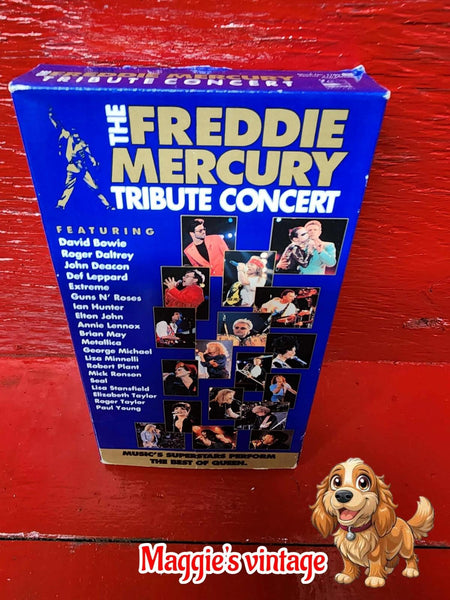 FREDDIE MERCURY
TRIBUTE CONCERT
THE
FREDDIE
MERCURY
TRIBUTE CONCERT
FEATURING
David Bowie
Roger Daltrey
John Deacon
Def Leppard
Extreme
Guns N' Roses
Ian Hunter
Elton John
Annie Lennox
Brian May
Metallica
George Michael
Liza Minnelli
Robert Plant
Mick Ronson
Seal
Lisa Stansfield
Elizabeth Taylor
Roger Taylor
Paul Young
MUSIC'S SUPERSTARS PERFORM
THE BEST OF QUEEN.
Maggie's vintage